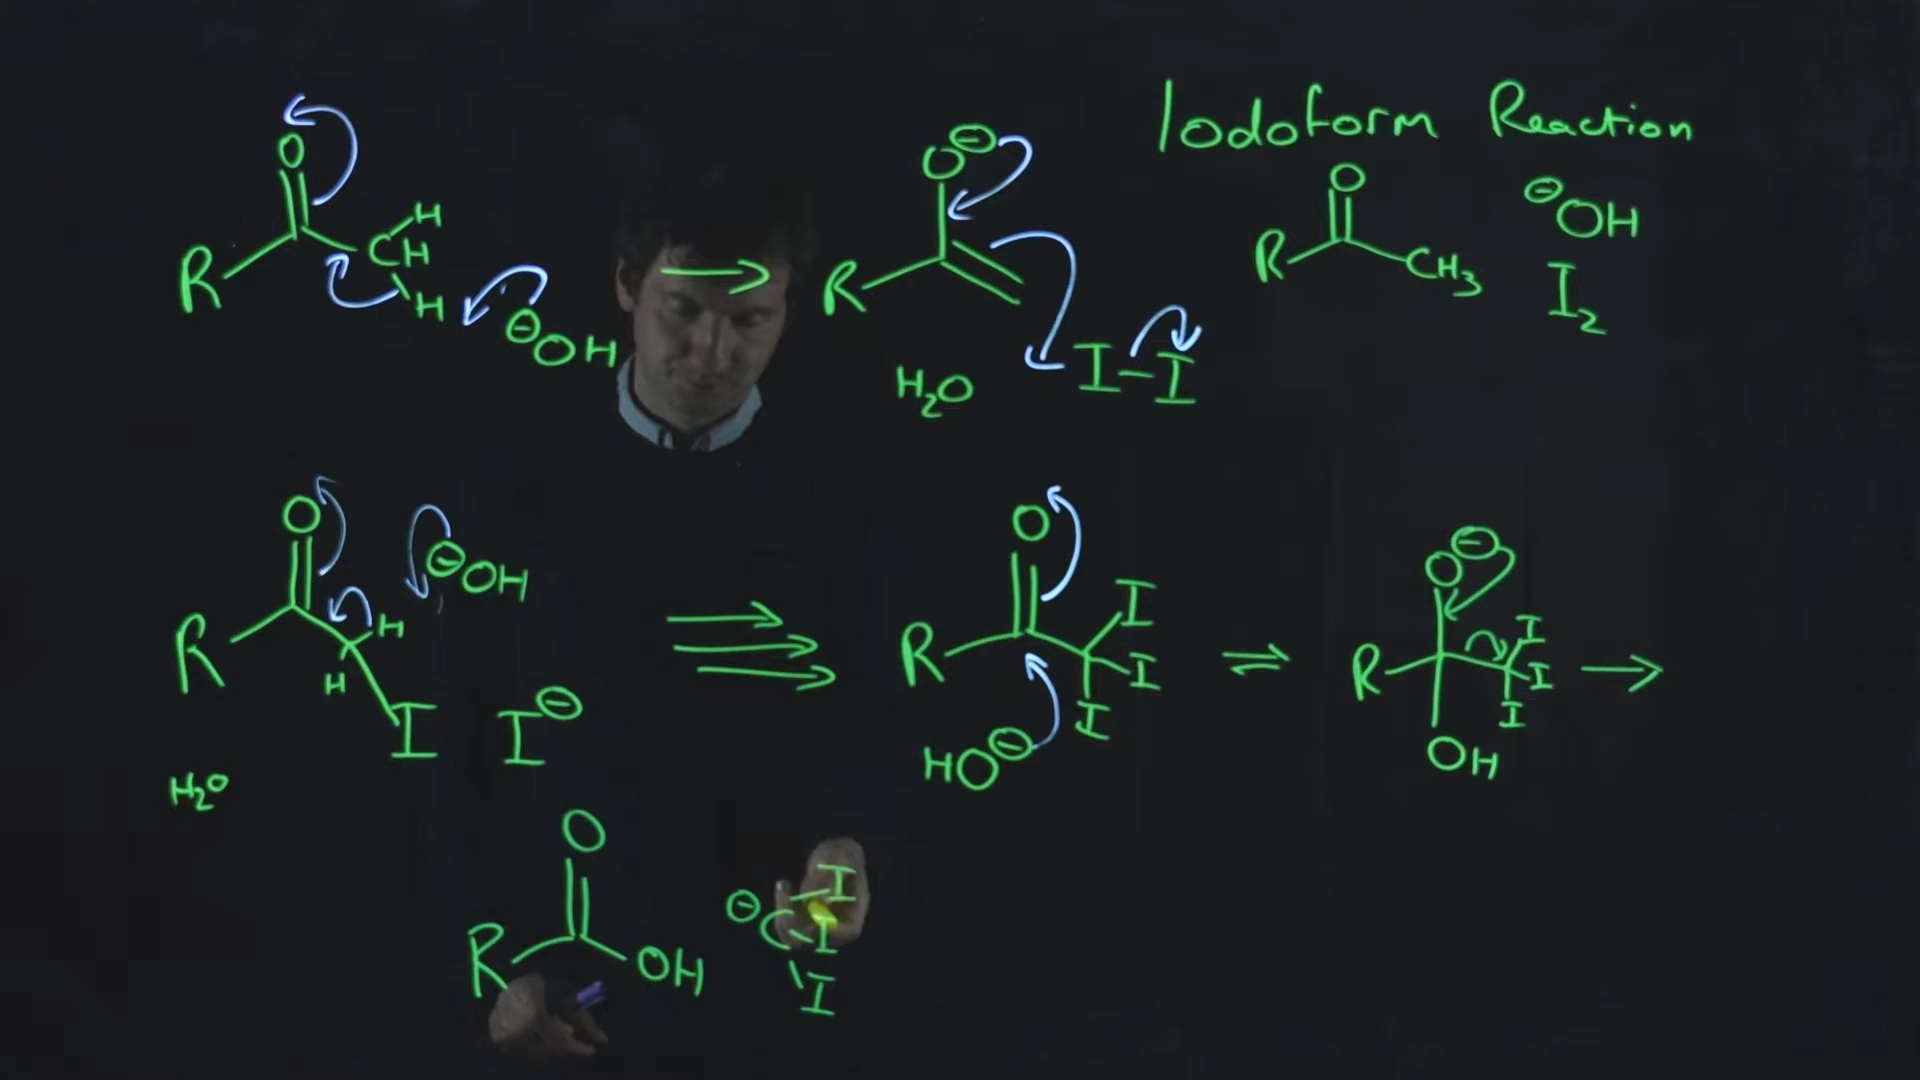 Iodoform Reaction
O
R
CH
H
H
⊖OH
O⊖
R
H₂O
I-I
O
R
CH₃
⊖OH
I₂
O
R
H
H
I
⊖OH
I⊖
H₂O
O
R
I
I
I
HO⊖
O⊖
R
I
I
I
OH
O
R
OH
⊖C
I
I
I